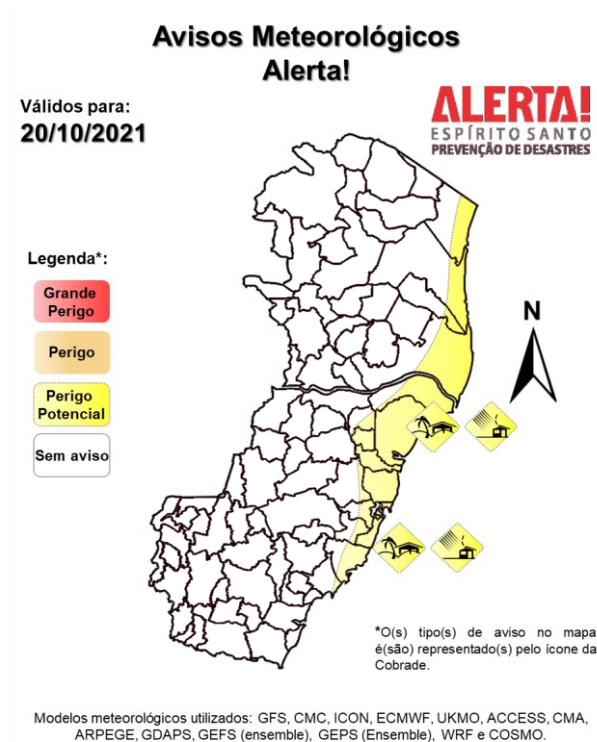 Avisos Meteorológicos
Alerta!
Válidos para:
20/10/2021
ALERTA!
ESPÍRITO SANTO
PREVENÇÃO DE DESASTRES
Legenda*:
Grande
Perigo
Perigo
Perigo
Potencial
Sem aviso
N
*O(s) tipo(s) de aviso no mapa
é(são) representado(s) pelo ícone da
Cobrade.
Modelos meteorológicos utilizados: GFS, CMC, ICON, ECMWF, UKMO, ACCESS, CMA,
ARPEGE, GDAPS, GEFS (ensemble), GEPS (Ensemble), WRF e COSMO.